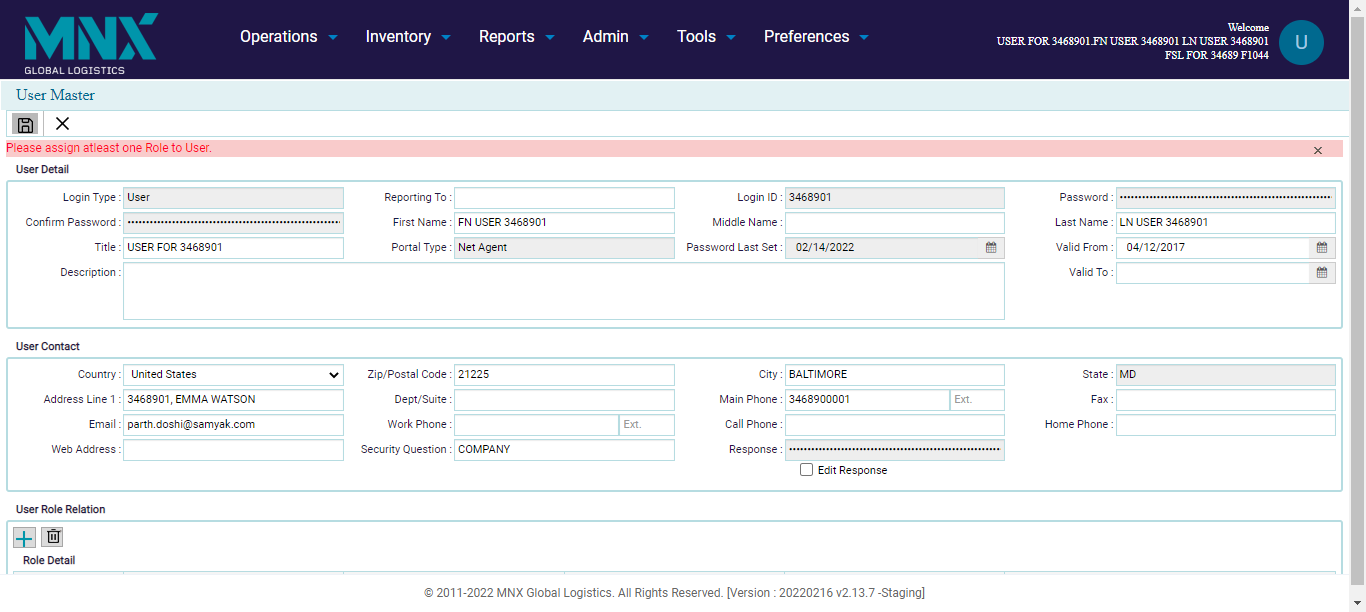 MNX
GLOBAL LOGISTICS
Operations Inventory Reports Admin Tools Preferences
Welcome
USER FOR 3468901.FN USER 3468901 LN USER 3468901
FSL FOR 34689 F1044
U
User Master
Please assign atleast one Role to User.
User Detail
Login Type : User Reporting To : Login ID : 3468901 Password :
Confirm Password : First Name : FN USER 3468901 Middle Name : Last Name : LN USER 3468901
Title : USER FOR 3468901 Portal Type : Net Agent Password Last Set : 02/14/2022 Valid From : 04/12/2017
Description : Valid To :
User Contact
Country : United States Zip/Postal Code : 21225 City : BALTIMORE State : MD
Address Line 1 : 3468901, EMMA WATSON Dept/Suite : Main Phone : 3468900001 Ext. Fax :
Email : parth.doshi@samyak.com Work Phone : Ext. Call Phone : Home Phone :
Web Address : Security Question : COMPANY Response :
Edit Response
User Role Relation
Role Detail
© 2011-2022 MNX Global Logistics. All Rights Reserved. [Version : 20220216 v2.13.7 -Staging]